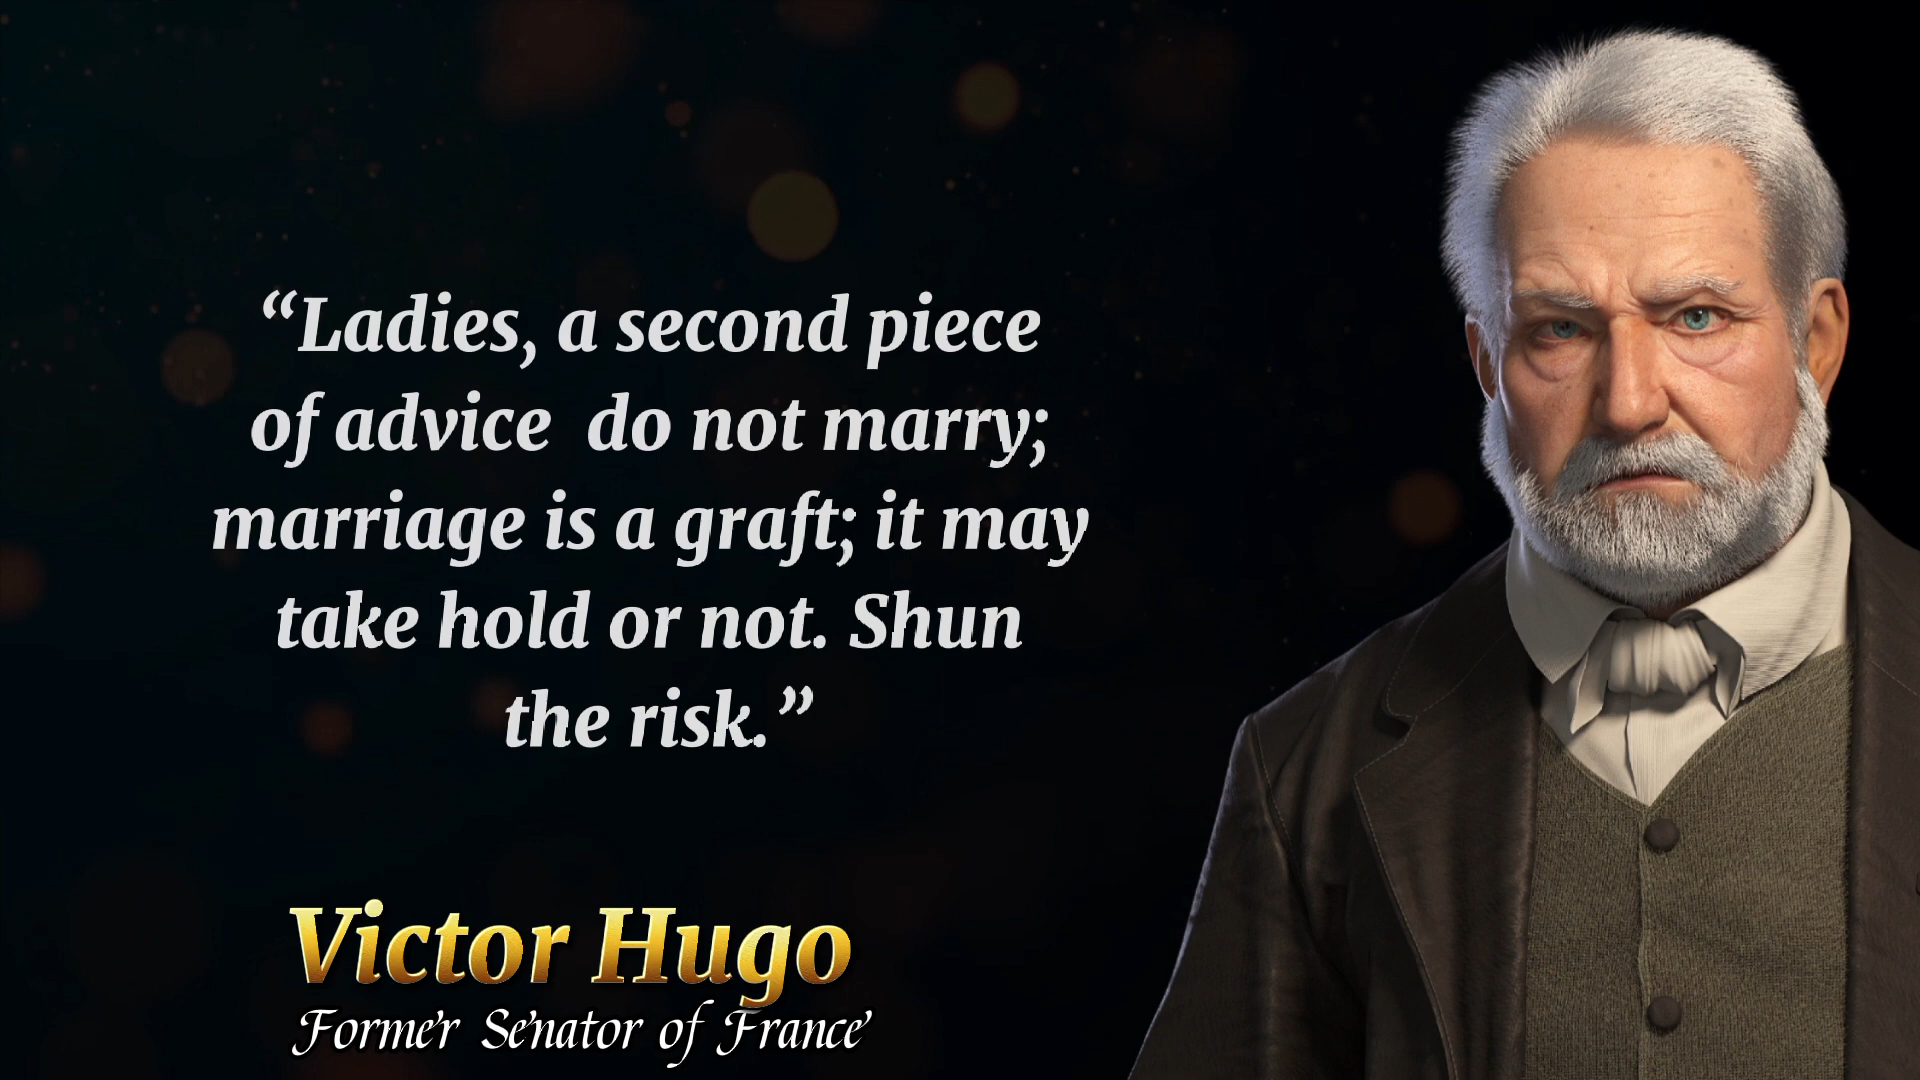 “Ladies, a second piece
of advice  do not marry;
marriage is a graft; it may
take hold or not. Shun
the risk.”
Victor Hugo
Former Senator of France